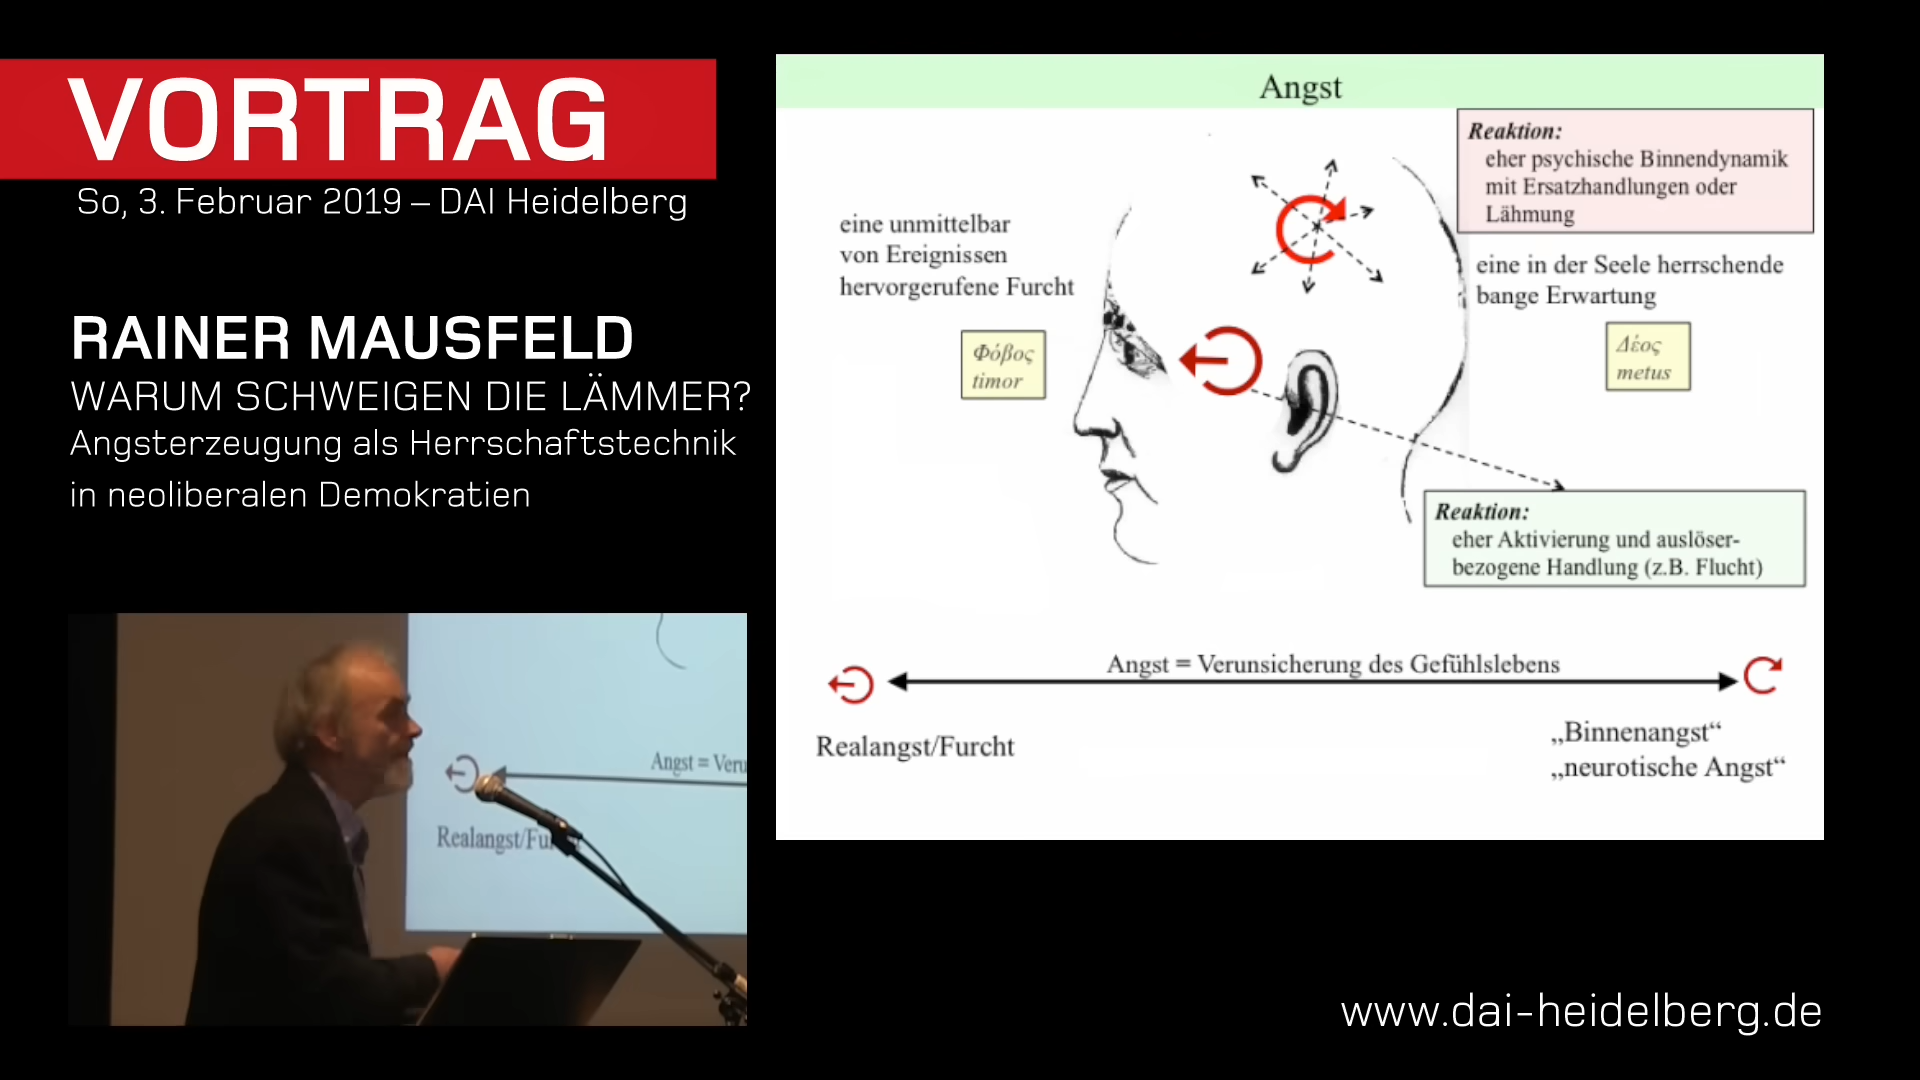 VORTRAG
So, 3. Februar 2019 – DAI Heidelberg
RAINER MAUSFELD
WARUM SCHWEIGEN DIE LÄMMER?
Angsterzeugung als Herrschaftstechnik
in neoliberalen Demokratien
Angst
Reaktion:
eher psychische Binnendynamik
mit Ersatzhandlungen oder
Lähmung
eine unmittelbar
von Ereignissen
hervorgerufene Furcht
Φόβος
timor
eine in der Seele herrschende
bange Erwartung
Δέος
metus
Reaktion:
eher Aktivierung und auslöser-
bezogene Handlung (z.B. Flucht)
Angst = Verunsicherung des Gefühlslebens
Realangst/Furcht
„Binnenangst“
„neurotische Angst“
Angst = Veru
Realangst/Fu
www.dai-heidelberg.de